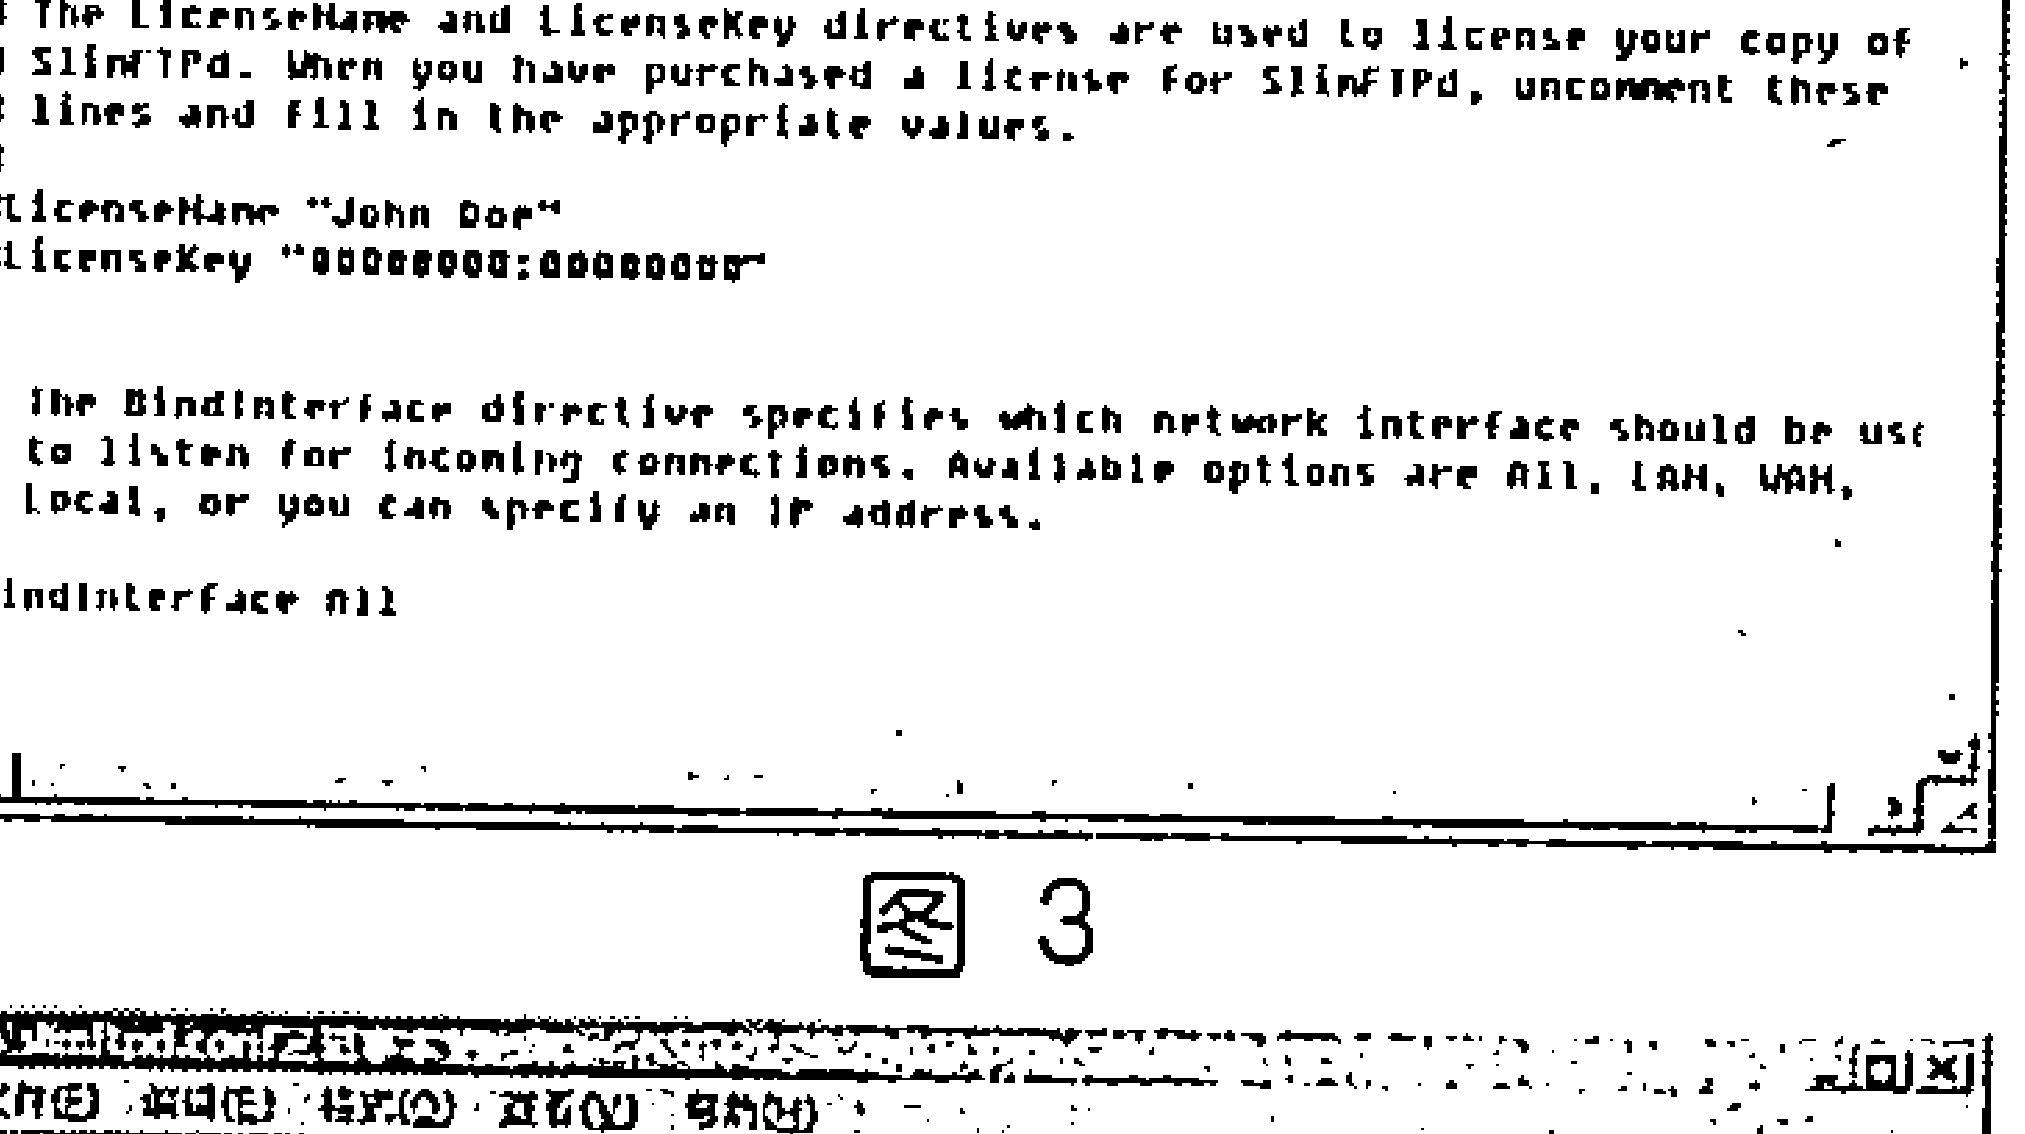 # The LicenseName and LicenseKey directives are used to license your copy of
# SlimFTPd. When you have purchased a license for SlimFTPd, uncomment these
# lines and fill in the appropriate values.
#
LicenseName "John Doe"
LicenseKey "00000000:00000000"
The BindInterface directive specifies which network interface should be use
to listen for incoming connections. Available options are All, LAN, WAN,
Local, or you can specify an IP address.
indInterface All
图 3
(E) (O) (V) (H)